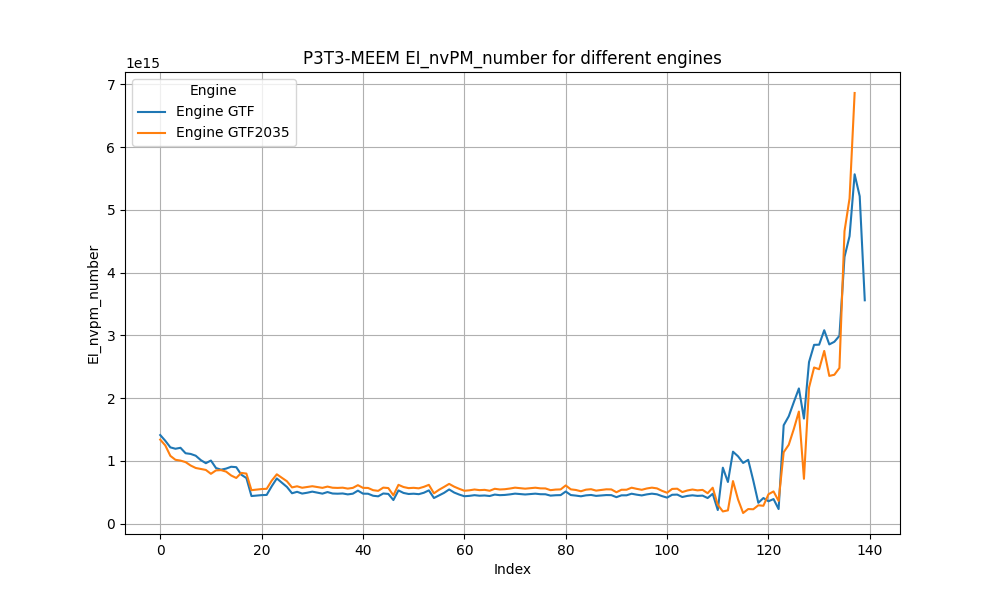 P3T3-MEEM EI_nvPM_number for different engines
1e15
Engine
Engine GTF
Engine GTF2035
7
6
5
4
3
2
1
0
EI_nvpm_number
0 20 40 60 80 100 120 140
Index